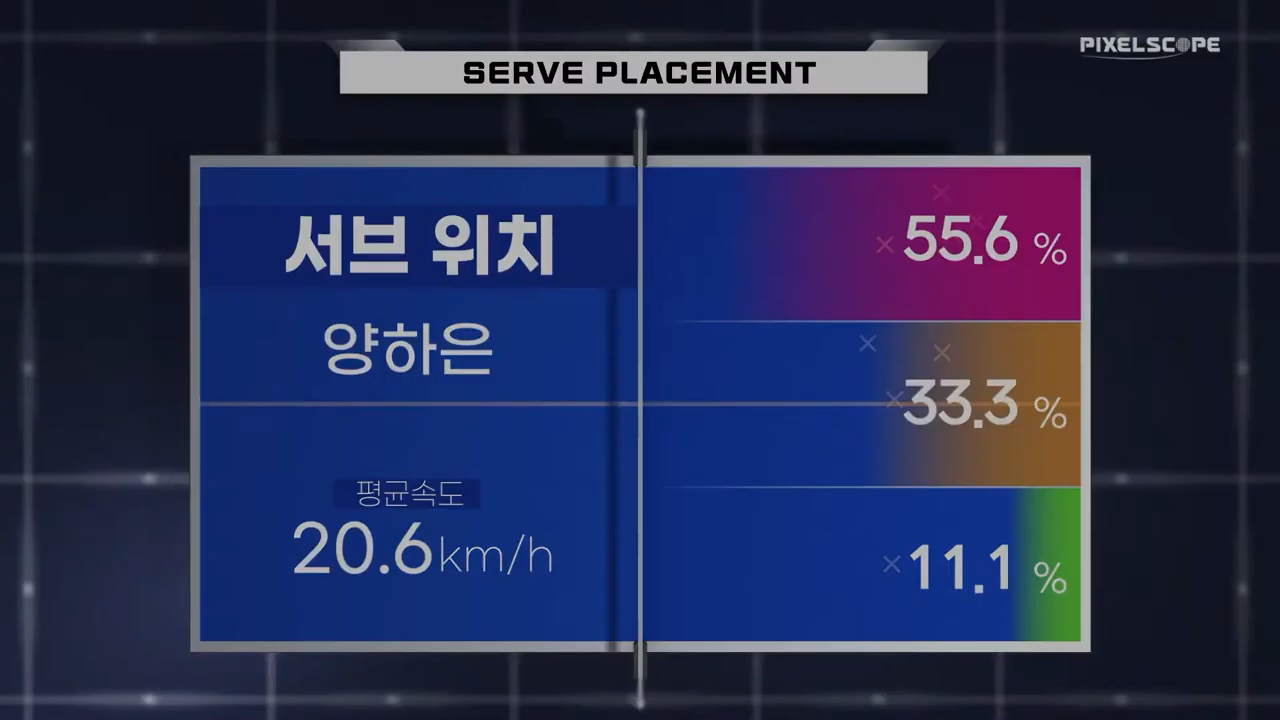 PIXELSCOPE
SERVE PLACEMENT
서브 위치
양하은
평균속도
20.6km/h
55.6 %
33.3 %
11.1 %